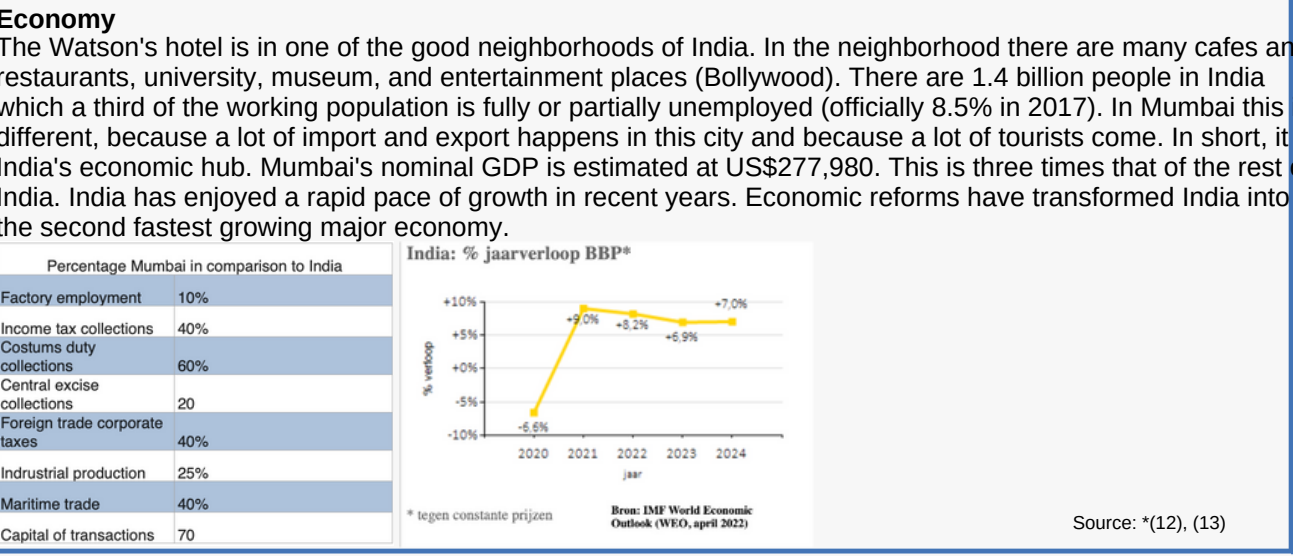 Economy
The Watson's hotel is in one of the good neighborhoods of India. In the neighborhood there are many cafes an
restaurants, university, museum, and entertainment places (Bollywood). There are 1.4 billion people in India
which a third of the working population is fully or partially unemployed (officially 8.5% in 2017). In Mumbai this
different, because a lot of import and export happens in this city and because a lot of tourists come. In short, it
India's economic hub. Mumbai's nominal GDP is estimated at US$277,980. This is three times that of the rest
India. India has enjoyed a rapid pace of growth in recent years. Economic reforms have transformed India into
the second fastest growing major economy.
Percentage Mumbai in comparison to India
Factory employment 10%
Income tax collections 40%
Costums duty
collections 60%
Central excise
collections 20
Foreign trade corporate
taxes 40%
Indrustrial production 25%
Maritime trade 40%
Capital of transactions 70
India: % jaarverloop BBP*
% verloop
+10%
+5%
+0%
-5%
-10%
-6,6%
+9,0%
+8,2%
+6,9%
+7,0%
2020 2021 2022 2023 2024
jaar
* tegen constante prijzen
Bron: IMF World Economic
Outlook (WEO, april 2022)
Source: *(12), (13)